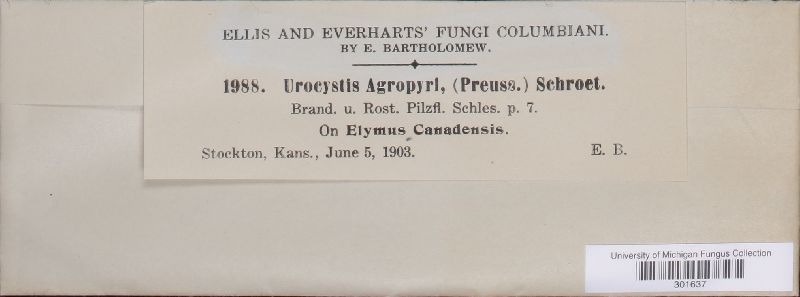 ELLIS AND EVERHARTS' FUNGI COLUMBIANI.
BY E. BARTHOLOMEW.
1988. Urocystis Agropyri, (Preuss.) Schroet.
Brand. u. Rost. Pilzfl. Schles. p. 7.
On Elymus Canadensis.
Stockton, Kans., June 5, 1903. E. B.
University of Michigan Fungus Collection
301637